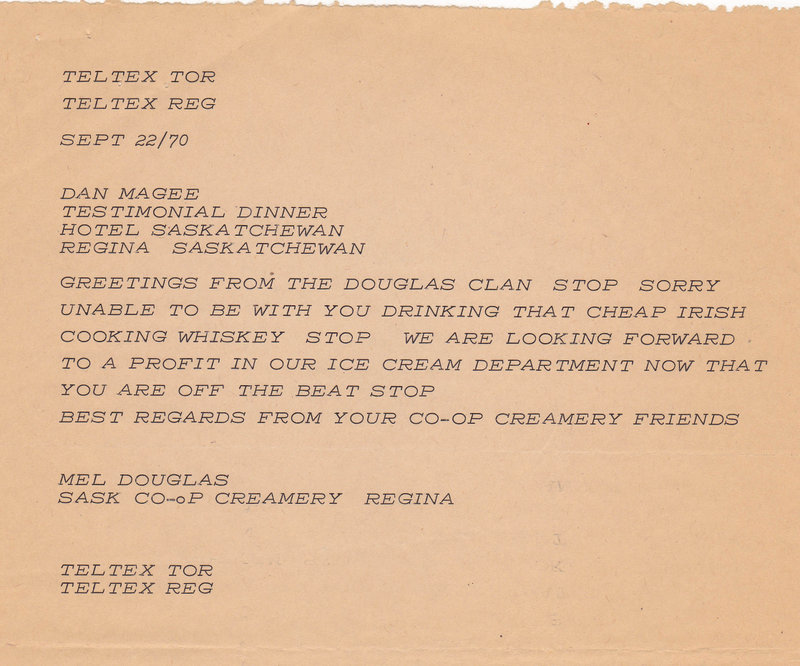 TELTEX TOR
TELTEX REG
SEPT 22/70
DAN MAGEE
TESTIMONIAL DINNER
HOTEL SASKATCHEWAN
REGINA SASKATCHEWAN
GREETINGS FROM THE DOUGLAS CLAN STOP SORRY
UNABLE TO BE WITH YOU DRINKING THAT CHEAP IRISH
COOKING WHISKEY STOP WE ARE LOOKING FORWARD
TO A PROFIT IN OUR ICE CREAM DEPARTMENT NOW THAT
YOU ARE OFF THE BEAT STOP
BEST REGARDS FROM YOUR CO-OP CREAMERY FRIENDS
MEL DOUGLAS
SASK CO-oP CREAMERY REGINA
TELTEX TOR
TELTEX REG